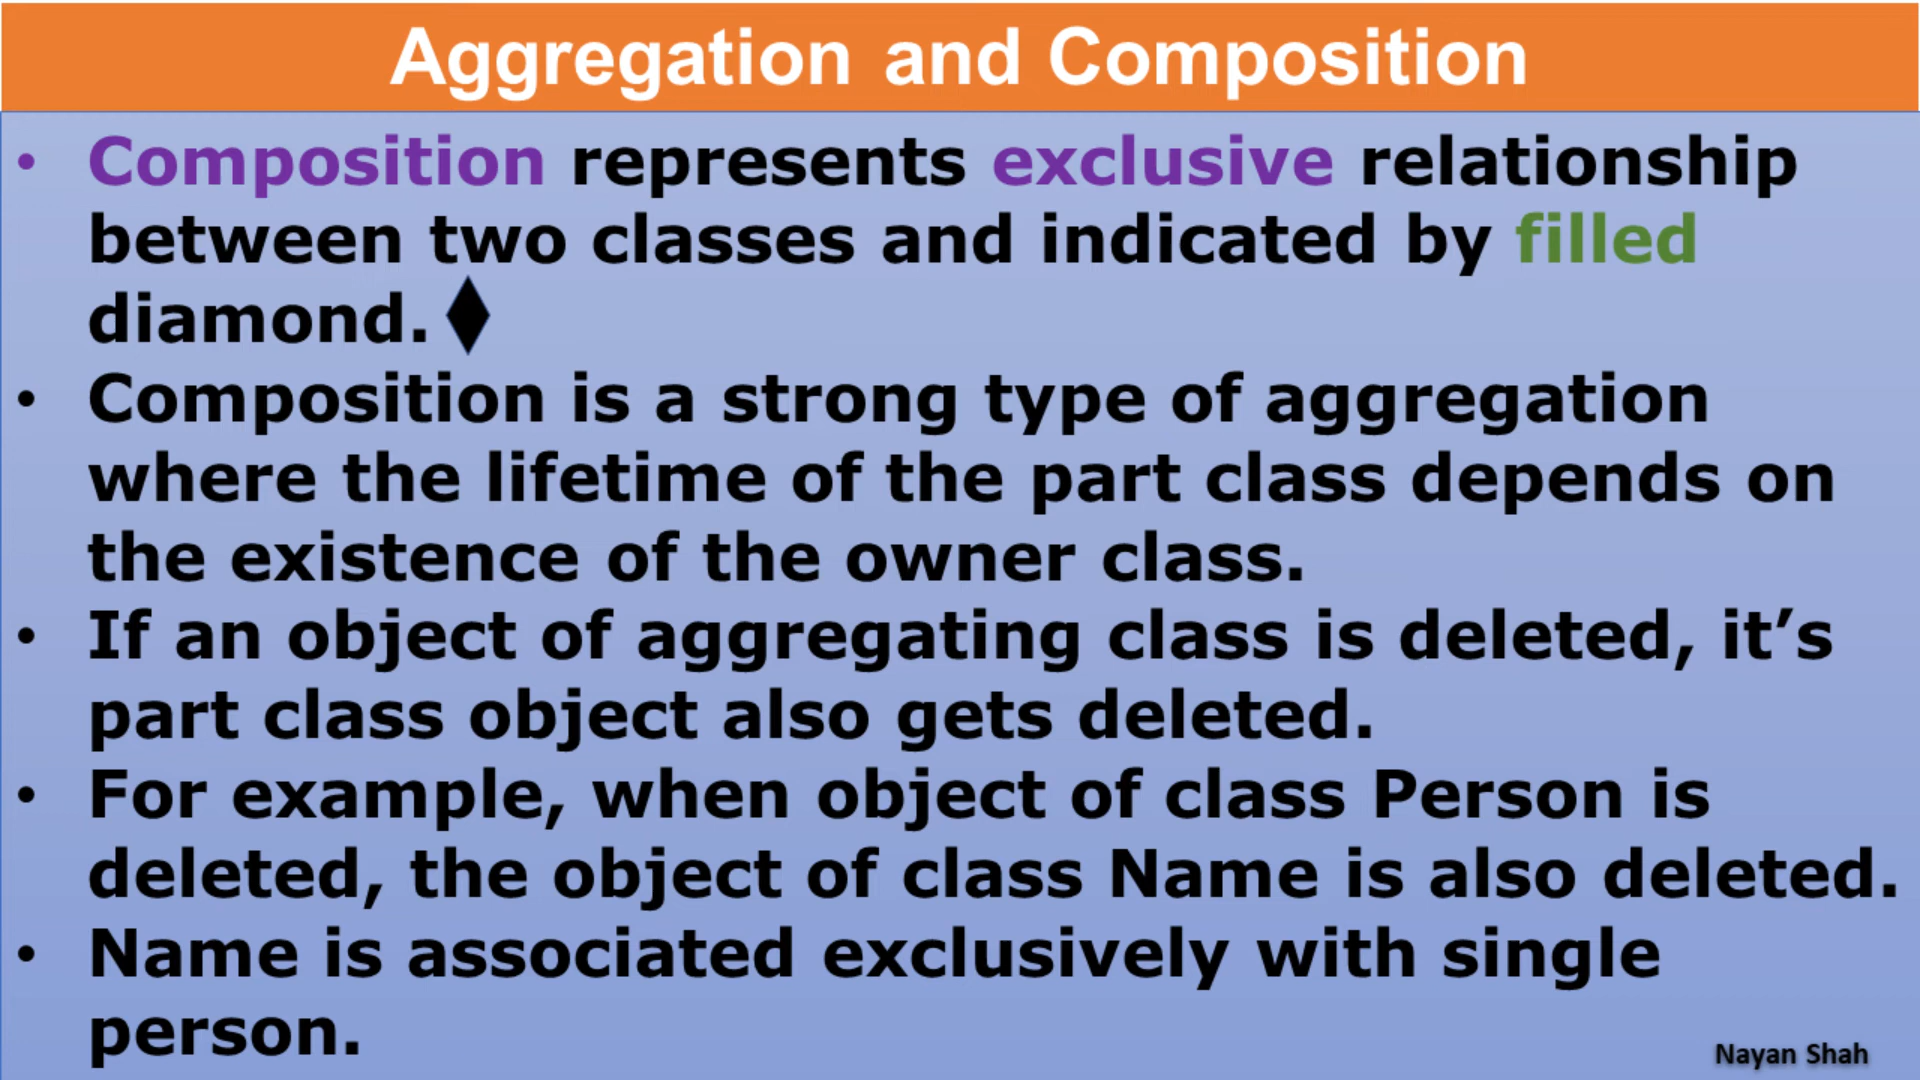 Aggregation and Composition
• Composition represents exclusive relationship
between two classes and indicated by filled
diamond.
• Composition is a strong type of aggregation
where the lifetime of the part class depends on
the existence of the owner class.
• If an object of aggregating class is deleted, it’s
part class object also gets deleted.
• For example, when object of class Person is
deleted, the object of class Name is also deleted.
• Name is associated exclusively with single
person.
Nayan Shah